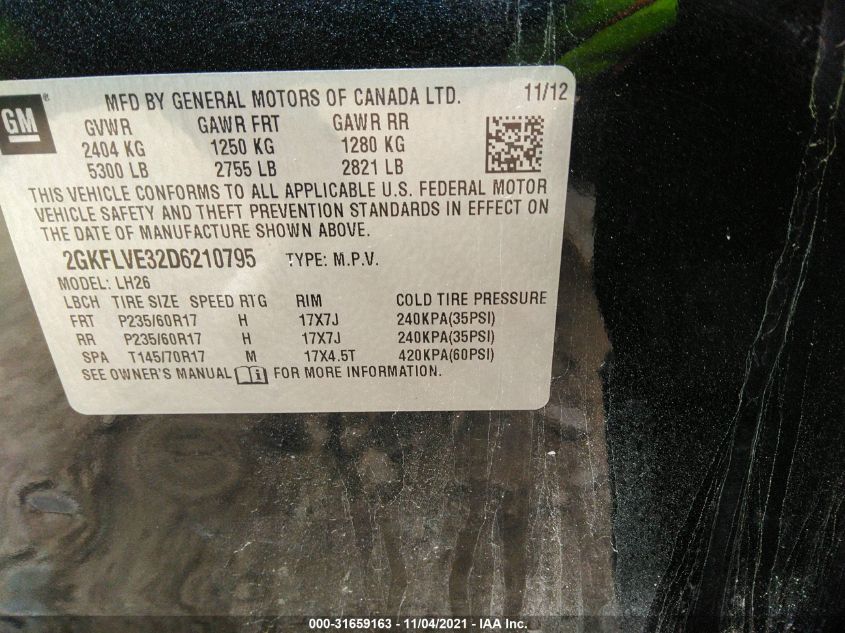 GM ® MFD BY GENERAL MOTORS OF CANADA LTD. 11/12
GVWR GAWR FRT GAWR RR
2404 KG 1250 KG 1280 KG
5300 LB 2755 LB 2821 LB
THIS VEHICLE CONFORMS TO ALL APPLICABLE U.S. FEDERAL MOTOR
VEHICLE SAFETY AND THEFT PREVENTION STANDARDS IN EFFECT ON
THE DATE OF MANUFACTURE SHOWN ABOVE.
2GKFLVE32D6210795 TYPE: M.P.V.
MODEL: LH26
LBCH TIRE SIZE SPEED RTG RIM COLD TIRE PRESSURE
FRT P235/60R17 H 17X7J 240KPA(35PSI)
RR P235/60R17 H 17X7J 240KPA(35PSI)
SPA T145/70R17 M 17X4.5T 420KPA(60PSI)
SEE OWNER'S MANUAL FOR MORE INFORMATION.
000-31659163 - 11/04/2021 - IAA Inc.